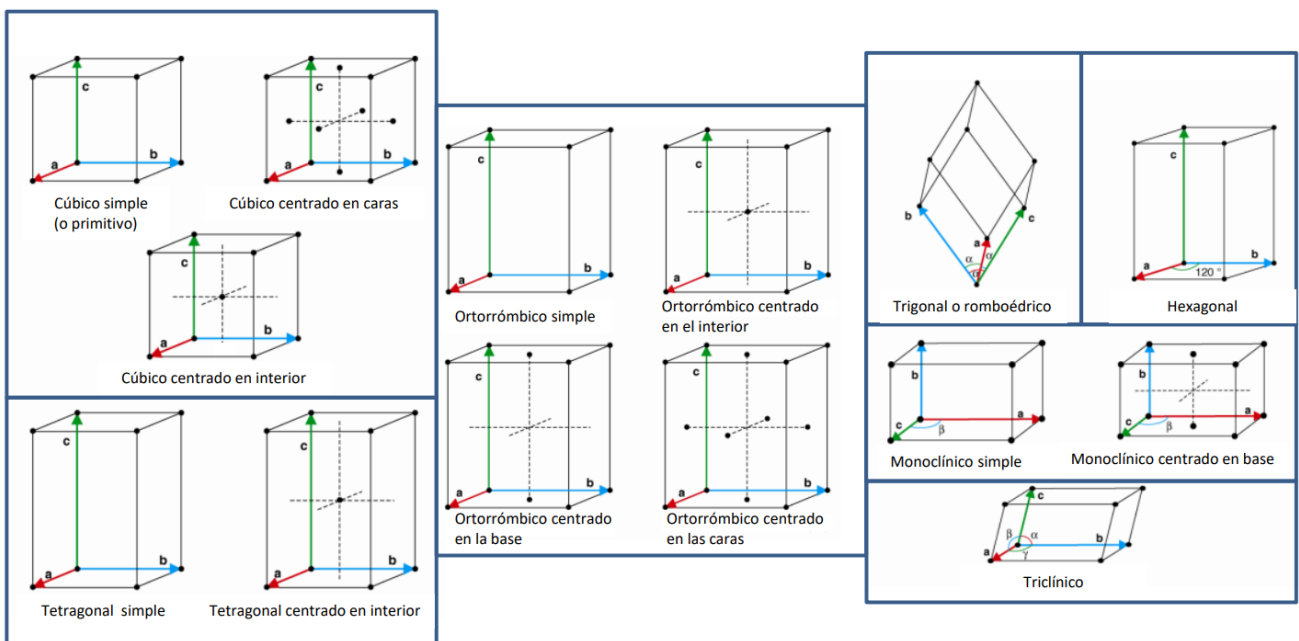 c
a
b
Cúbico simple
(o primitivo)
c
a
b
Cúbico centrado en caras
c
a
b
Cúbico centrado en interior
c
a
b
Tetragonal simple
c
a
b
Tetragonal centrado en interior
c
a
b
Ortorrómbico simple
c
a
b
Ortorrómbico centrado
en el interior
c
a
b
Ortorrómbico centrado
en la base
c
a
b
Ortorrómbico centrado
en las caras
b
c
a
α
α
α
Trigonal o romboédrico
c
a
b
120 °
Hexagonal
b
a
c
β
Monoclínico simple
b
a
c
β
Monoclínico centrado en base
c
β
α
b
a
γ
Triclínico